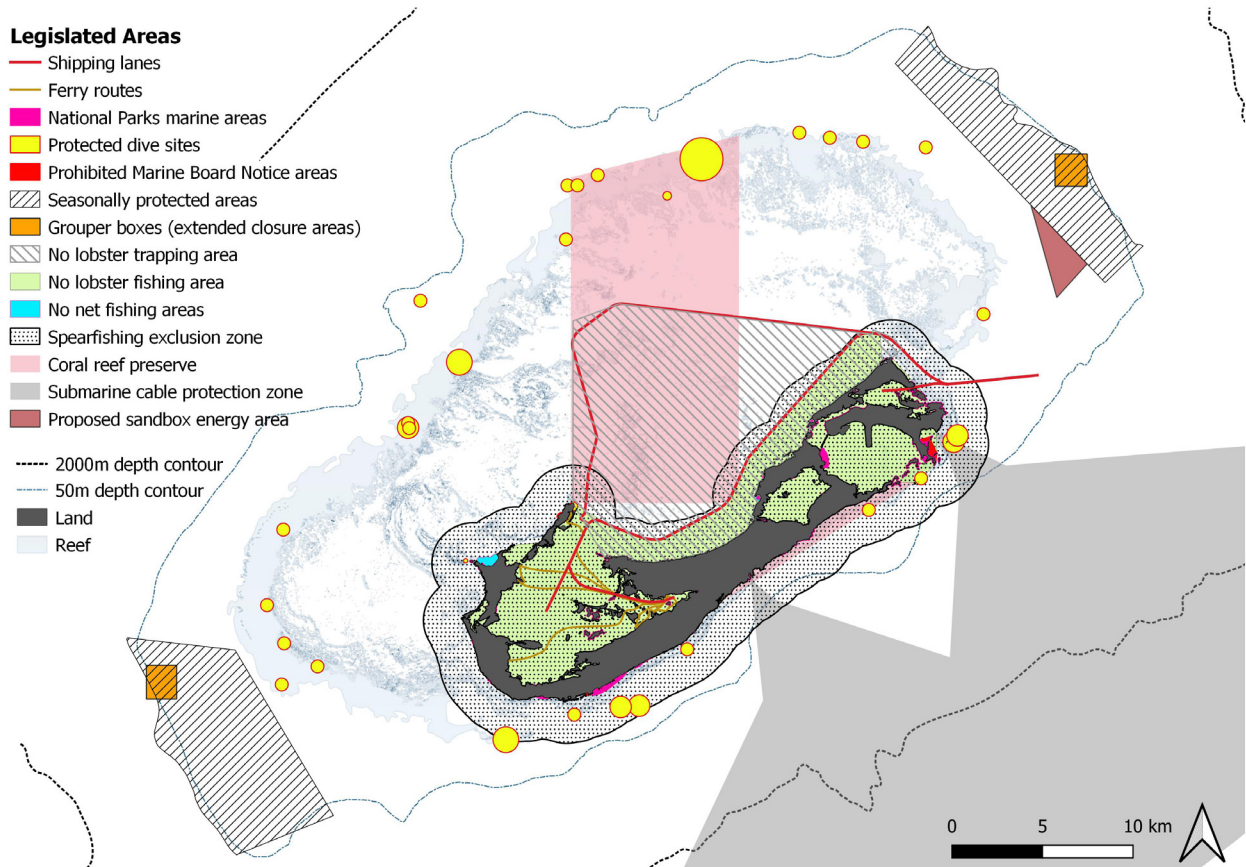 Legislated Areas
Shipping lanes
Ferry routes
National Parks marine areas
Protected dive sites
Prohibited Marine Board Notice areas
Seasonally protected areas
Grouper boxes (extended closure areas)
No lobster trapping area
No lobster fishing area
No net fishing areas
Spearfishing exclusion zone
Coral reef preserve
Submarine cable protection zone
Proposed sandbox energy area
2000m depth contour
50m depth contour
Land
Reef
0 5 10 km